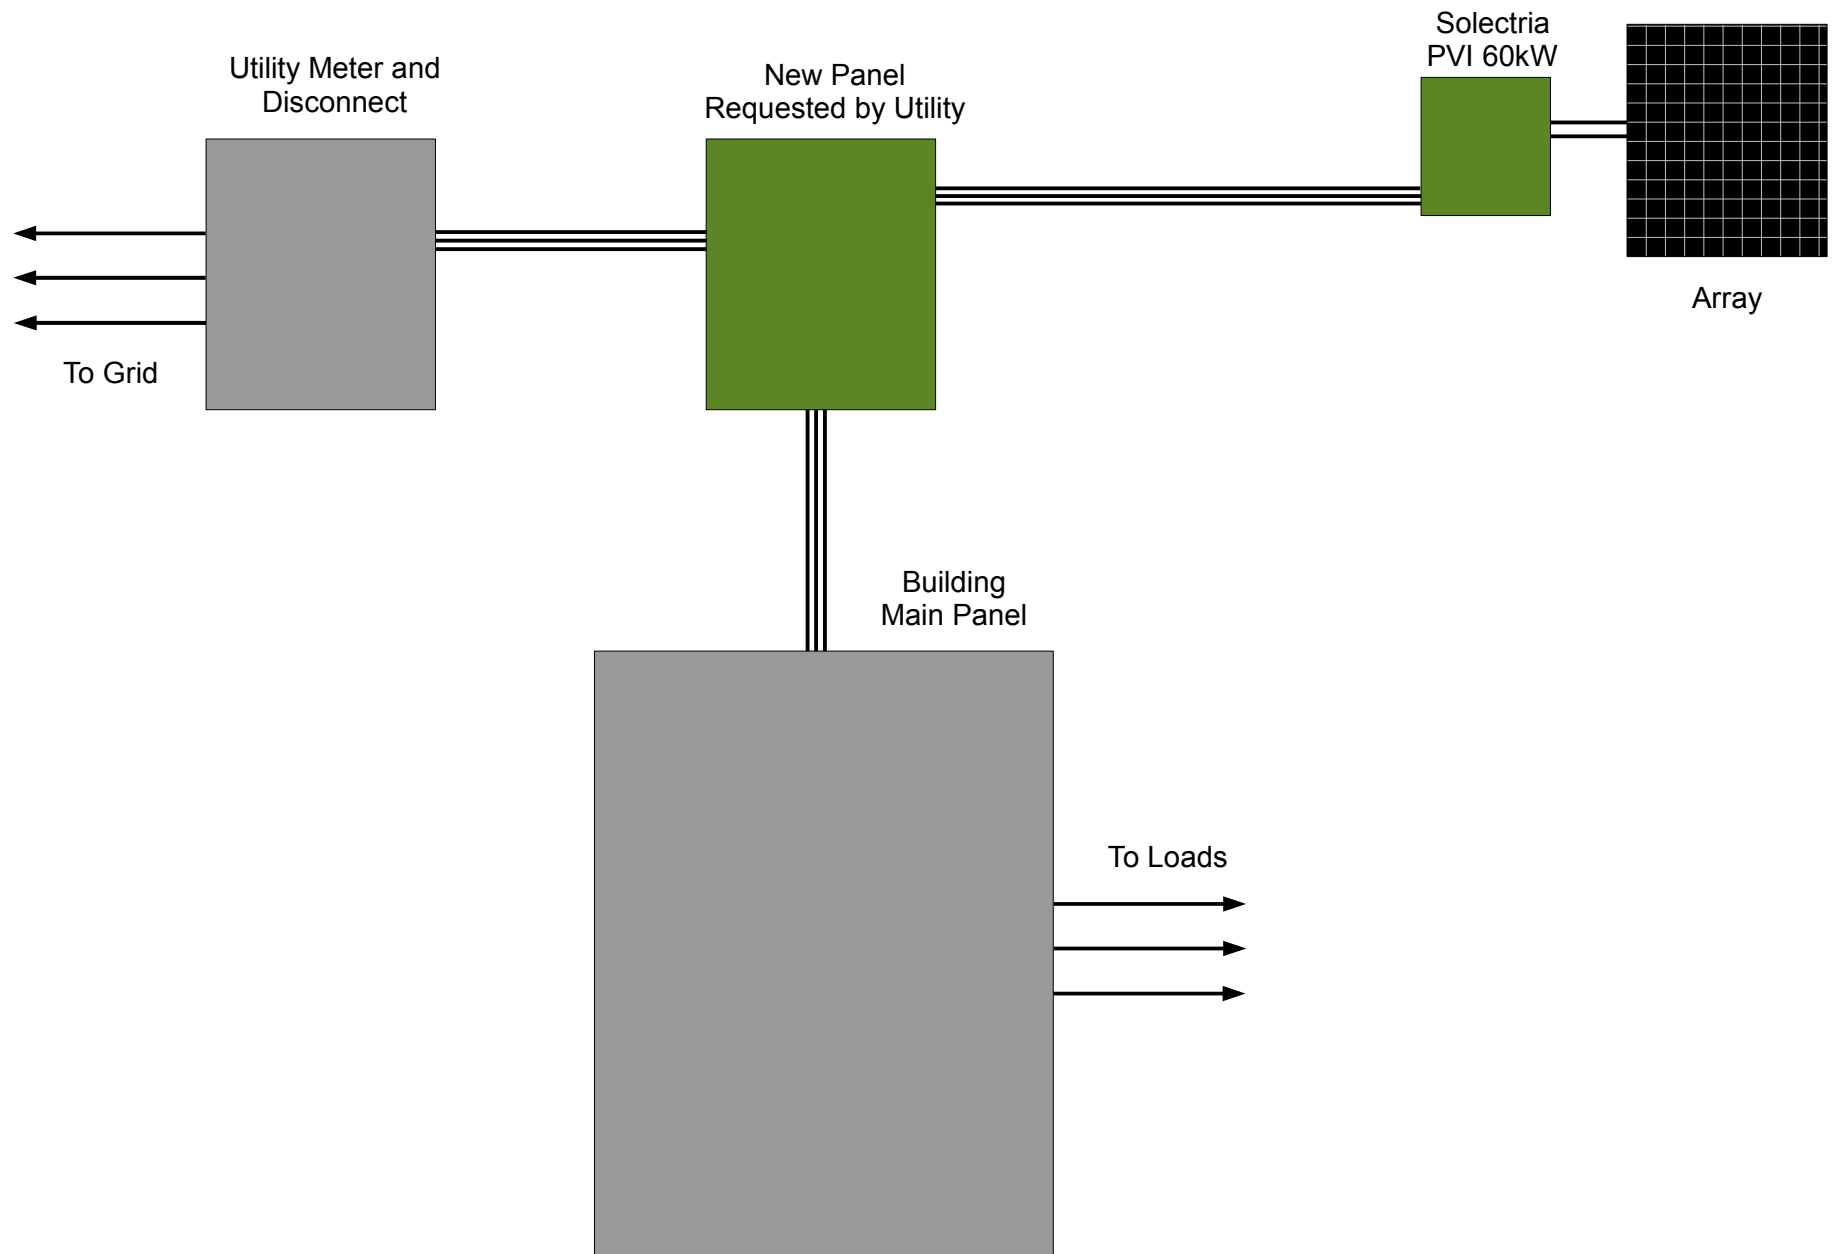 Solectria
PVI 60kW
Utility Meter and
Disconnect
New Panel
Requested by Utility
Array
To Grid
Building
Main Panel
To Loads